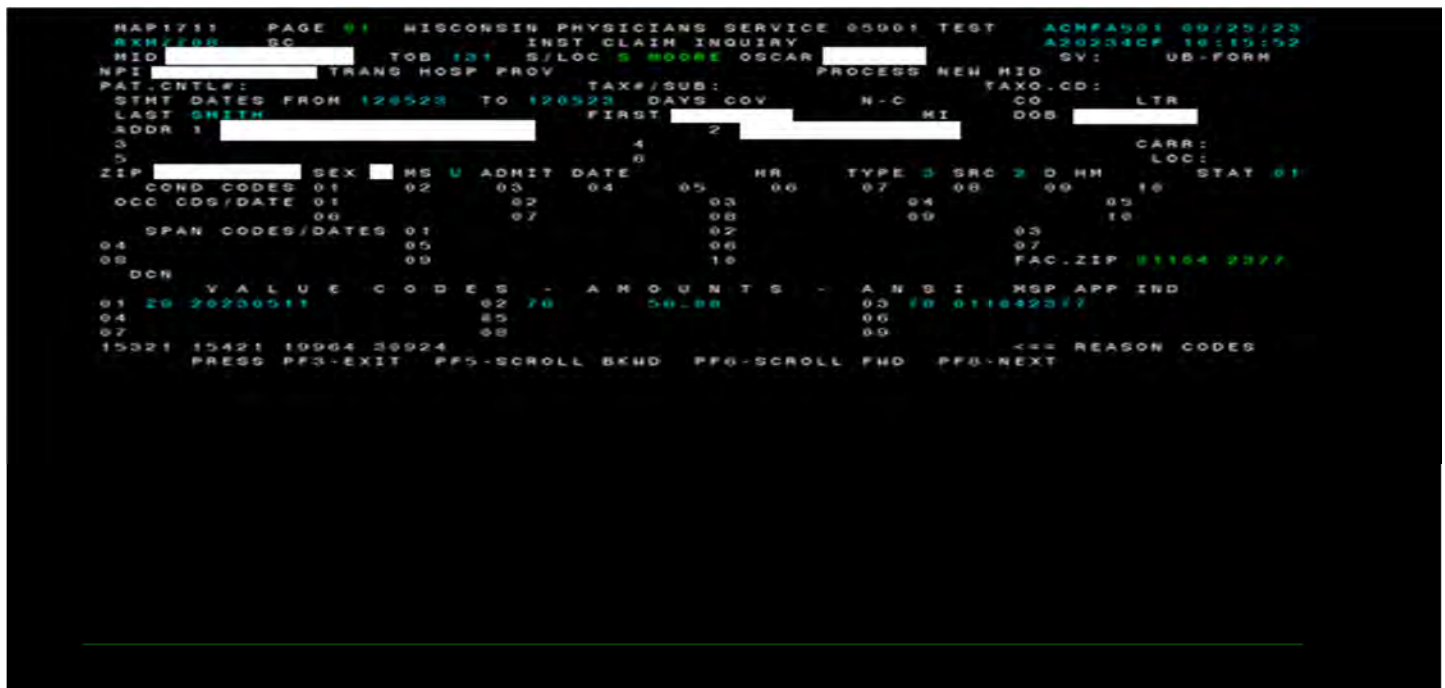 MAP1711 PAGE 01 WISCONSIN PHYSICIANS SERVICE 05901 TEST ACMFA501 09/25/23
RXM7708 SC INST CLAIM INQUIRY A20234CF 10:15:52
MID TOB 131 S/LOC S MOORE OSCAR SV: UB-FORM
NPI TRANS HOSP PROV PROCESS NEW MID
PAT.CNTL#: TAX#/SUB: TAXO.CD:
STMT DATES FROM 120523 TO 120523 DAYS COV N-C CO LTR
LAST SMITH FIRST MI DOB
ADDR 1 2
3 4 CARR:
5 6 LOC:
ZIP SEX MS U ADMIT DATE HR TYPE 3 SRC 2 D HM STAT 01
COND CODES 01 02 03 04 05 06 07 08 09 10
OCC CDS/DATE 01 02 03 04 05
06 07 08 09 10
SPAN CODES/DATES 01 02 03
04 05 06 07
08 09 10 FAC.ZIP 01104 2377
DCN
V A L U E C O D E S - A M O U N T S - A N S I MSP APP IND
01 20230511 02 50.00 03
04 05 06
07 08 09
15321 15421 19964 30924 <== REASON CODES
PRESS PF3-EXIT PF5-SCROLL BKWD PF6-SCROLL FWD PF8-NEXT